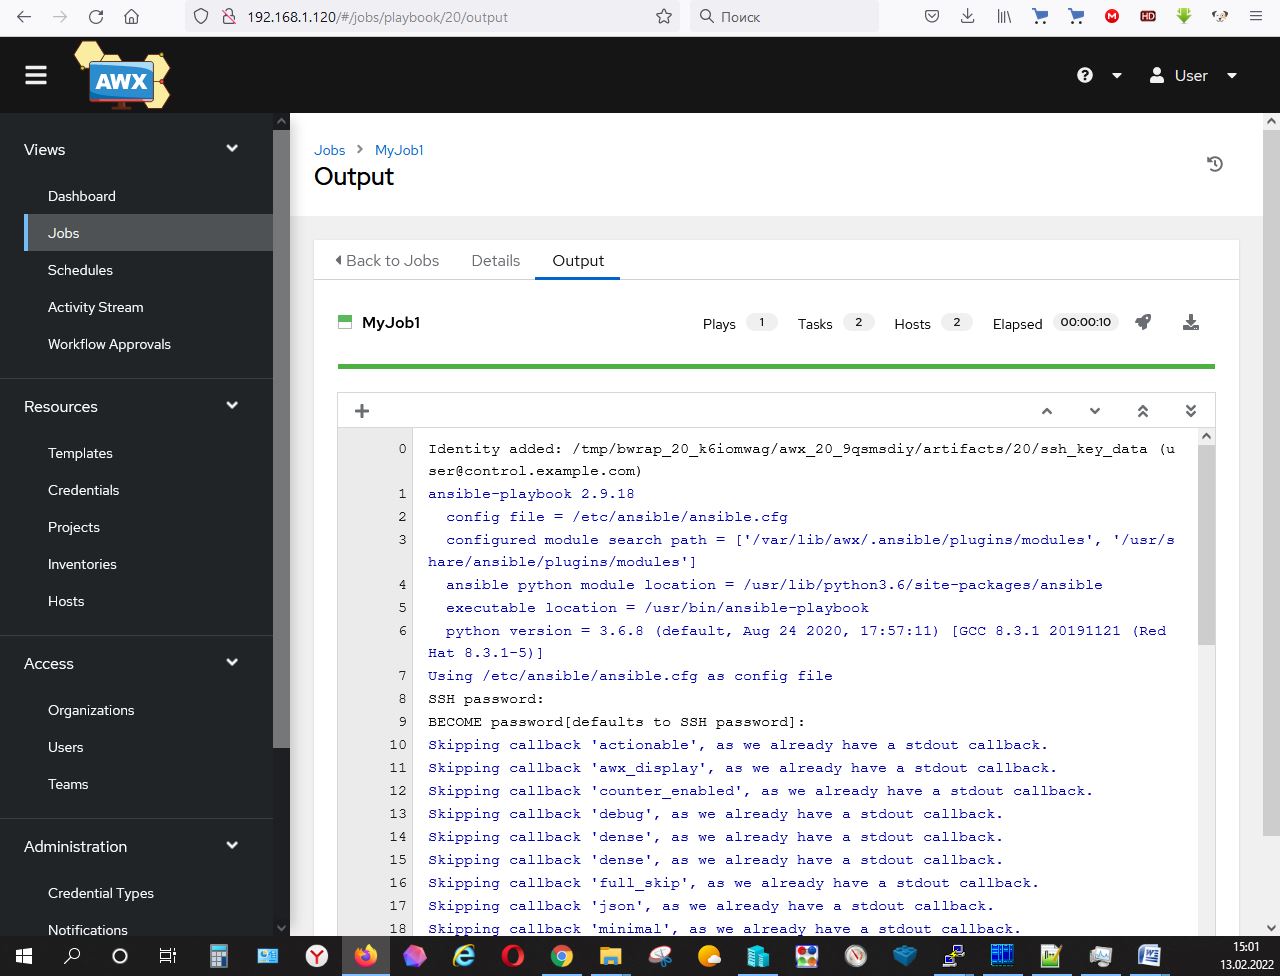 192.168.1.120/#/jobs/playbook/20/output
Поиск
HD
AWX
User
Views
Dashboard
Jobs
Schedules
Activity Stream
Workflow Approvals
Resources
Templates
Credentials
Projects
Inventories
Hosts
Access
Organizations
Users
Teams
Administration
Credential Types
Notifications
Jobs > MyJob1
Output
Back to Jobs Details Output
MyJob1 Plays 1 Tasks 2 Hosts 2 Elapsed 00:00:10
0 Identity added: /tmp/bwrap_20_k6iomwag/awx_20_9qsmsdiy/artifacts/20/ssh_key_data (u
ser@control.example.com)
1 ansible-playbook 2.9.18
2 config file = /etc/ansible/ansible.cfg
3 configured module search path = ['/var/lib/awx/.ansible/plugins/modules', '/usr/s
hare/ansible/plugins/modules']
4 ansible python module location = /usr/lib/python3.6/site-packages/ansible
5 executable location = /usr/bin/ansible-playbook
6 python version = 3.6.8 (default, Aug 24 2020, 17:57:11) [GCC 8.3.1 20191121 (Red
Hat 8.3.1-5)]
7 Using /etc/ansible/ansible.cfg as config file
8 SSH password:
9 BECOME password[defaults to SSH password]:
10 Skipping callback 'actionable', as we already have a stdout callback.
11 Skipping callback 'awx_display', as we already have a stdout callback.
12 Skipping callback 'counter_enabled', as we already have a stdout callback.
13 Skipping callback 'debug', as we already have a stdout callback.
14 Skipping callback 'dense', as we already have a stdout callback.
15 Skipping callback 'dense', as we already have a stdout callback.
16 Skipping callback 'full_skip', as we already have a stdout callback.
17 Skipping callback 'json', as we already have a stdout callback.
18 Skipping callback 'minimal', as we already have a stdout callback.
15:01
13.02.2022